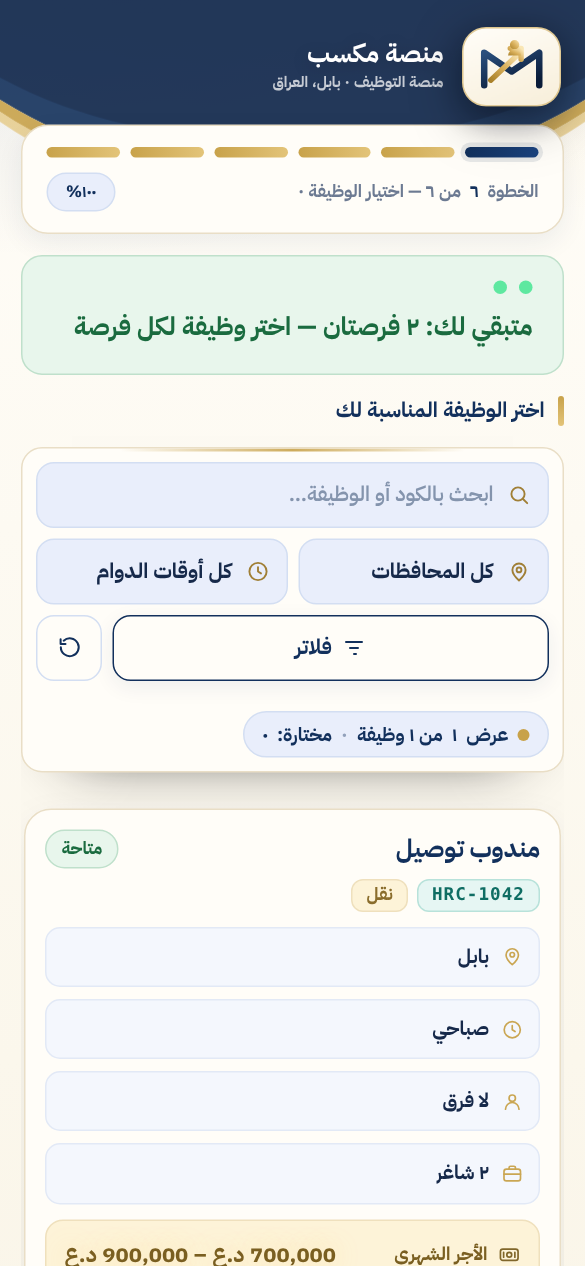 منصة مكسب
منصة التوظيف · بابل، العراق
الخطوة ٦ من ٦ — اختيار الوظيفة ·
١٠٠%
متبقي لك: ٢ فرصتان — اختر وظيفة لكل فرصة
اختر الوظيفة المناسبة لك
ابحث بالكود أو الوظيفة...
كل المحافظات
كل أوقات الدوام
فلاتر
عرض ١ من ١ وظيفة · مختارة: ٠
مندوب توصيل
متاحة
HRC-1042
نقل
بابل
صباحي
لا فرق
٢ شاغر
الأجر الشهري
700,000 د.ع – 900,000 د.ع